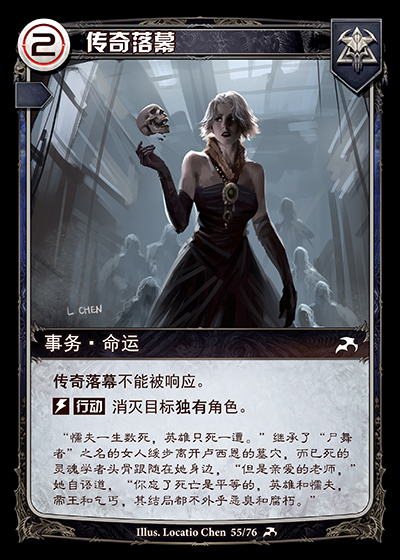 2
传奇落幕
L CHEN
事务·命运
传奇落幕不能被响应。
行动 消灭目标独有角色。
“懦夫一生数死，英雄只死一遭。”继承了“尸舞
者”之名的女人缓步离开卢西恩的墓穴，而已死的
灵魂学者头骨跟随在她身边，“但是亲爱的老师，”
她自语道，“你忘了死亡是平等的，英雄和懦夫，
帝王和乞丐，其结局都不外乎恶臭和腐朽。”
Illus. Locatio Chen 55/76